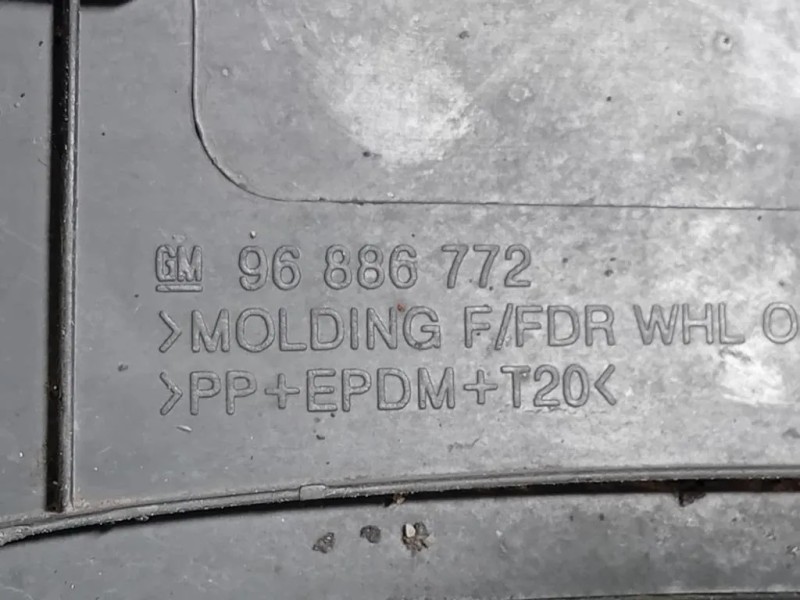 GM 96 886 772
>MOLDING F/FDR WHL O
>PP+EPDM+T20<